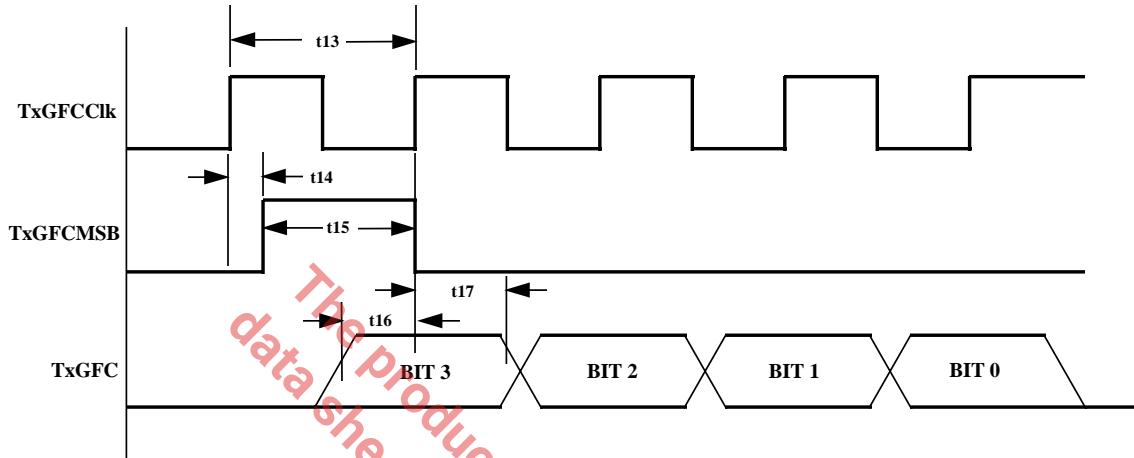 t13
TxGFCClk
t14
TxGFCMSB
t15
t17
t16
TxGFC
BIT 3
BIT 2
BIT 1
BIT 0
The produc
data she